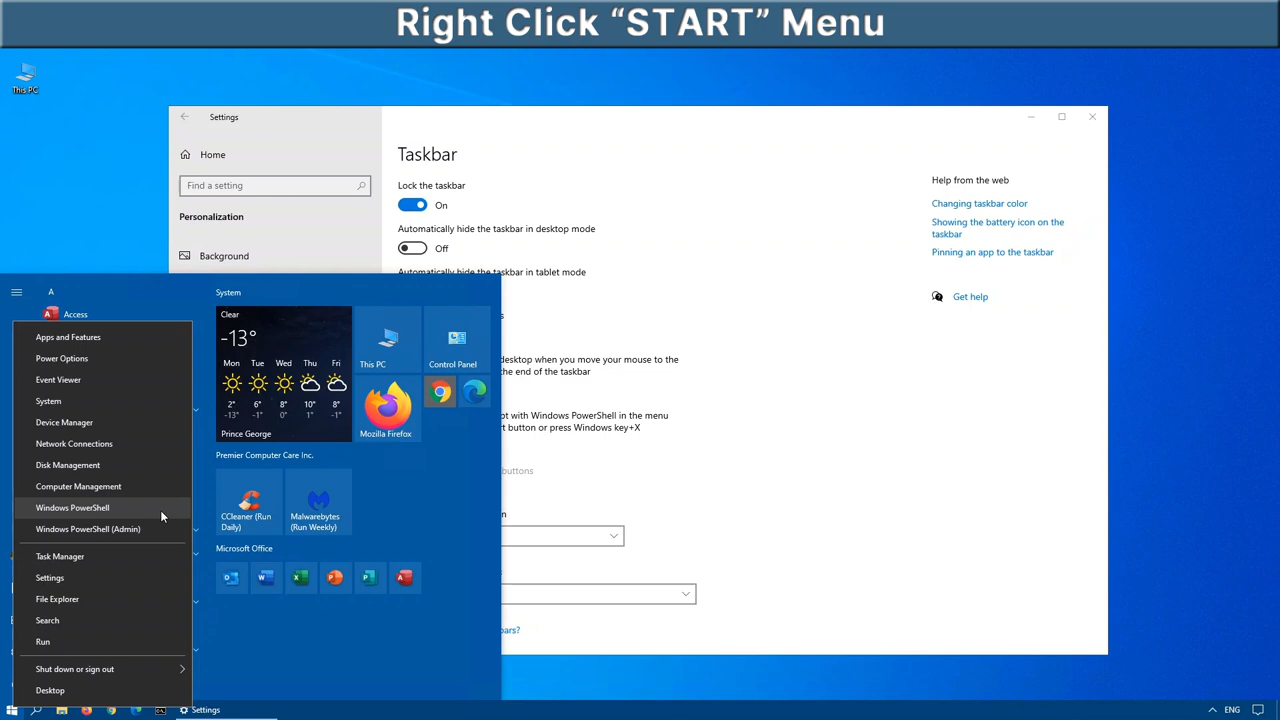 Right Click “START” Menu
This PC
Settings
Home
Find a setting
Personalization
Background
Taskbar
Lock the taskbar
On
Automatically hide the taskbar in desktop mode
Off
Automatically hide the taskbar in tablet mode
desktop when you move your mouse to the
the end of the taskbar
pt with Windows PowerShell in the menu
rt button or press Windows key+X
buttons
bars?
Help from the web
Changing taskbar color
Showing the battery icon on the
taskbar
Pinning an app to the taskbar
Get help
A
Access
Apps and Features
Power Options
Event Viewer
System
Device Manager
Network Connections
Disk Management
Computer Management
Windows PowerShell
Windows PowerShell (Admin)
Task Manager
Settings
File Explorer
Search
Run
Shut down or sign out
Desktop
System
Clear
-13°
Mon Tue Wed Thu Fri
2° 6° 8° 10° 8°
-13° -1° 0° 1° -1°
Prince George
This PC
Control Panel
Mozilla Firefox
Premier Computer Care Inc.
CCleaner (Run
Daily)
Malwarebytes
(Run Weekly)
Microsoft Office
Settings
ENG